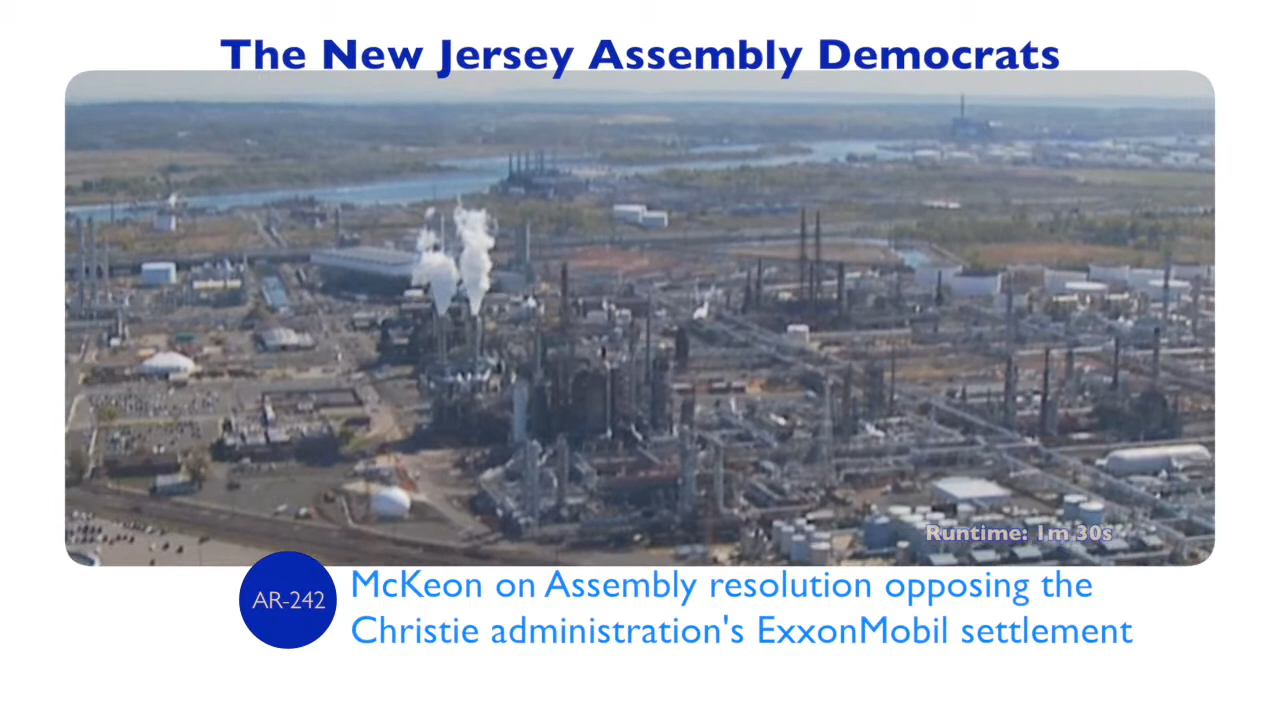 The New Jersey Assembly Democrats
Runtime: 1m 30s
AR-242
McKeon on Assembly resolution opposing the
Christie administration's ExxonMobil settlement